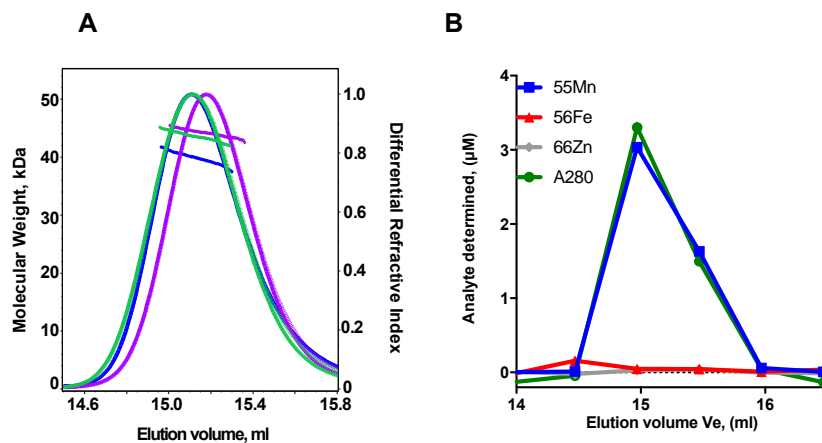 A
Molecular Weight, kDa
50
40
30
20
10
0
14.6
15.0
15.4
15.8
Elution volume, ml
1.0
0.8
0.6
0.4
0.2
0
Differential Refractive
Index
B
Analyte determined, (µM)
4
3
2
1
0
55Mn
56Fe
66Zn
A280
14
15
16
Elution volume Ve, (ml)